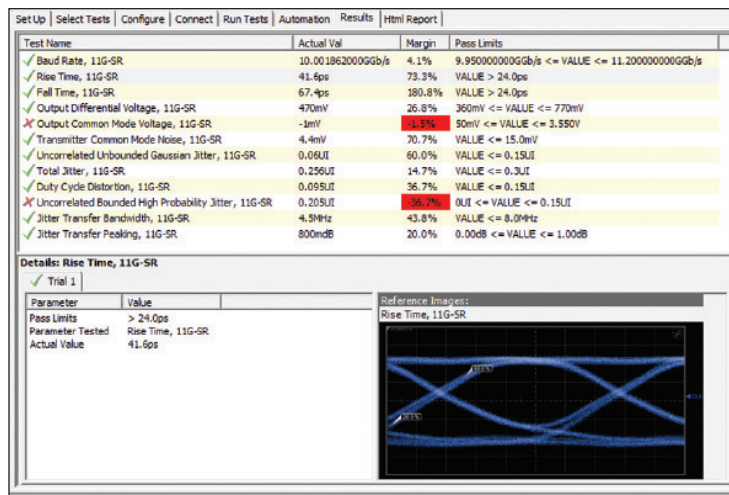 Set Up Select Tests Configure Connect Run Tests Automation Results Html Report
Test Name Actual Val Margin Pass Limits
Baud Rate, 11G-SR 10.001862000GGb/s 4.1% 9.950000000GGb/s <= VALUE <= 11.200000000GGb/s
Rise Time, 11G-SR 41.6ps 73.3% VALUE > 24.0ps
Fall Time, 11G-SR 67.4ps 180.8% VALUE > 24.0ps
Output Differential Voltage, 11G-SR 470mV 26.8% 360mV <= VALUE <= 770mV
Output Common Mode Voltage, 11G-SR -1mV -1.5% 50mV <= VALUE <= 3.550V
Transmitter Common Mode Noise, 11G-SR 4.4mV 70.7% VALUE <= 15.0mV
Uncorrelated Unbounded Gaussian Jitter, 11G-SR 0.06UI 60.0% VALUE <= 0.15UI
Total Jitter, 11G-SR 0.256UI 14.7% VALUE <= 0.3UI
Duty Cycle Distortion, 11G-SR 0.095UI 36.7% VALUE <= 0.15UI
Uncorrelated Bounded High Probability Jitter, 11G-SR 0.205UI -36.7% 0UI <= VALUE <= 0.15UI
Jitter Transfer Bandwidth, 11G-SR 4.5MHz 43.8% VALUE <= 8.0MHz
Jitter Transfer Peaking, 11G-SR 800mdB 20.0% 0.00dB <= VALUE <= 1.00dB
Details: Rise Time, 11G-SR
Trial 1
Parameter Value
Pass Limits > 24.0ps
Parameter Tested Rise Time, 11G-SR
Actual Value 41.6ps
Reference Images:
Rise Time, 11G-SR